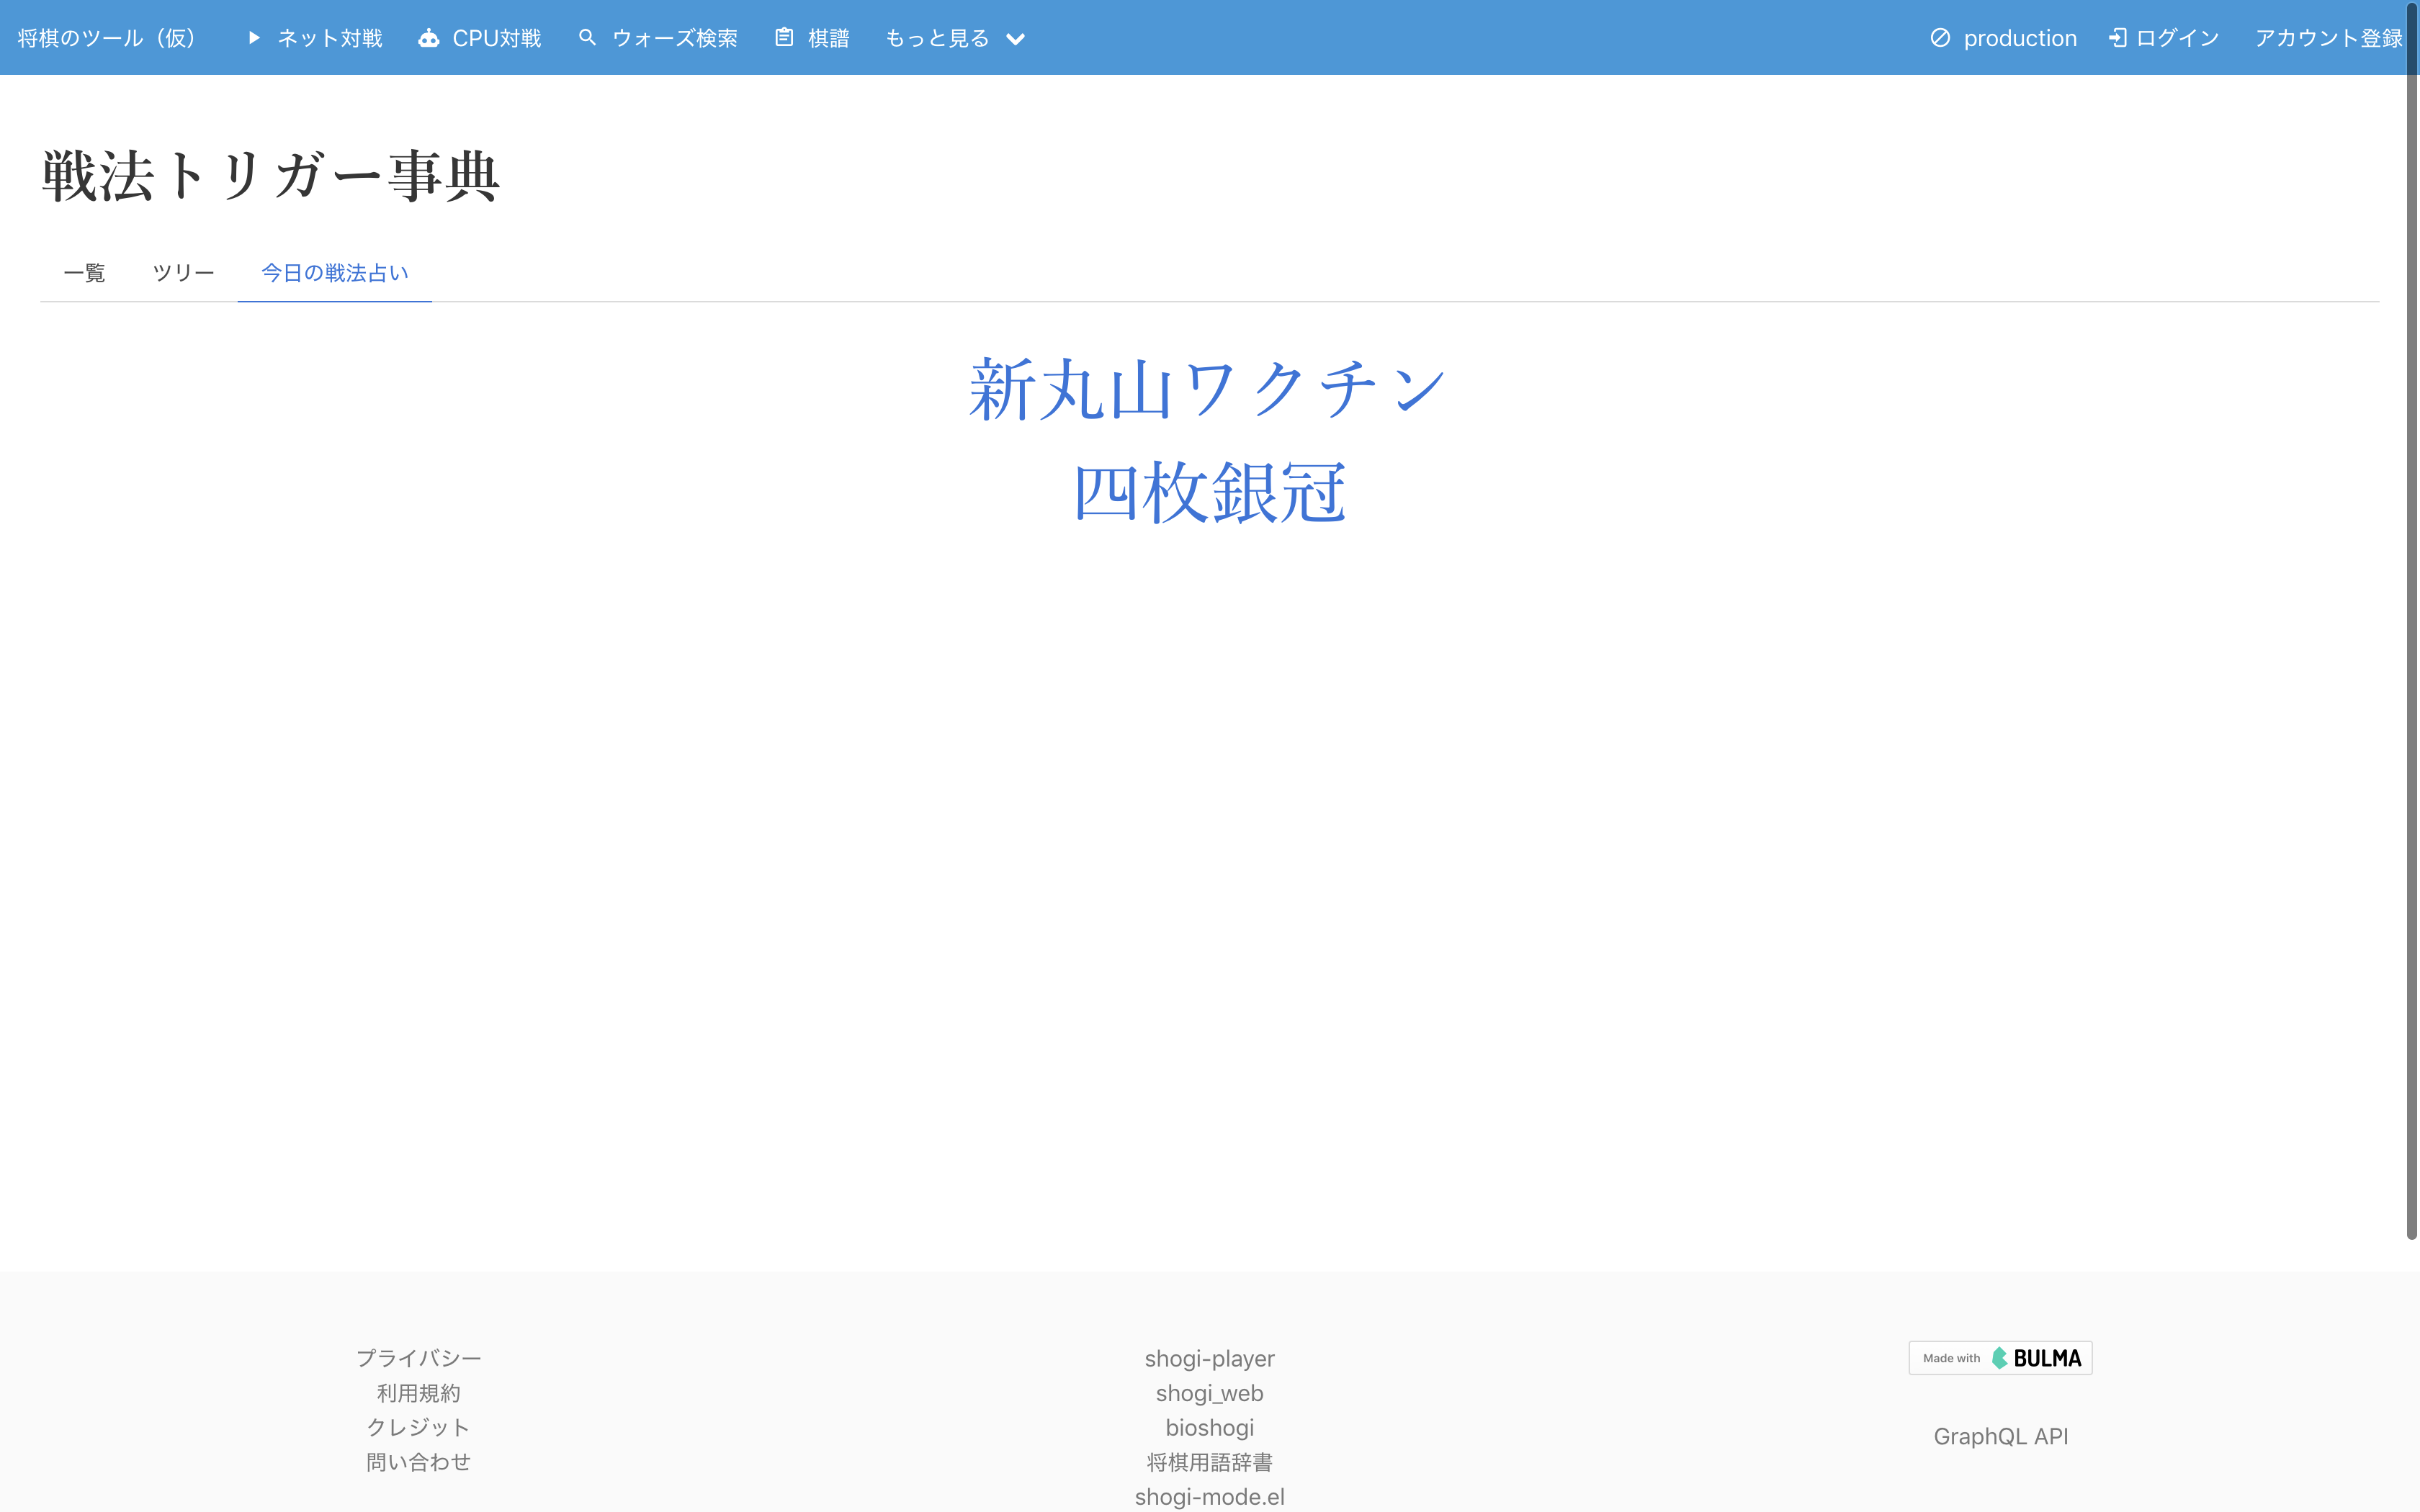 将棋のツール（仮） ネット対戦 CPU対戦 ウォーズ検索 棋譜 もっと見る production ログイン アカウント登録
戦法トリガー事典
一覧 ツリー 今日の戦法占い
新丸山ワクチン
四枚銀冠
プライバシー
利用規約
クレジット
問い合わせ
shogi-player
shogi_web
bioshogi
将棋用語辞書
shogi-mode.el
Made with BULMA
GraphQL API